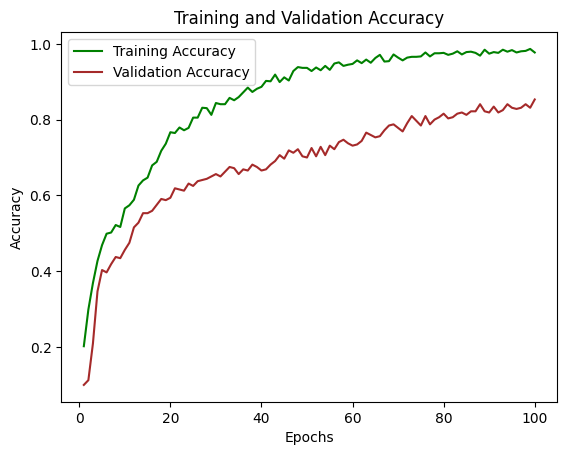 Training and Validation Accuracy
1.0
Training Accuracy
Validation Accuracy
0.8
0.6
0.4
0.2
Accuracy
0
20
40
60
80
100
Epochs